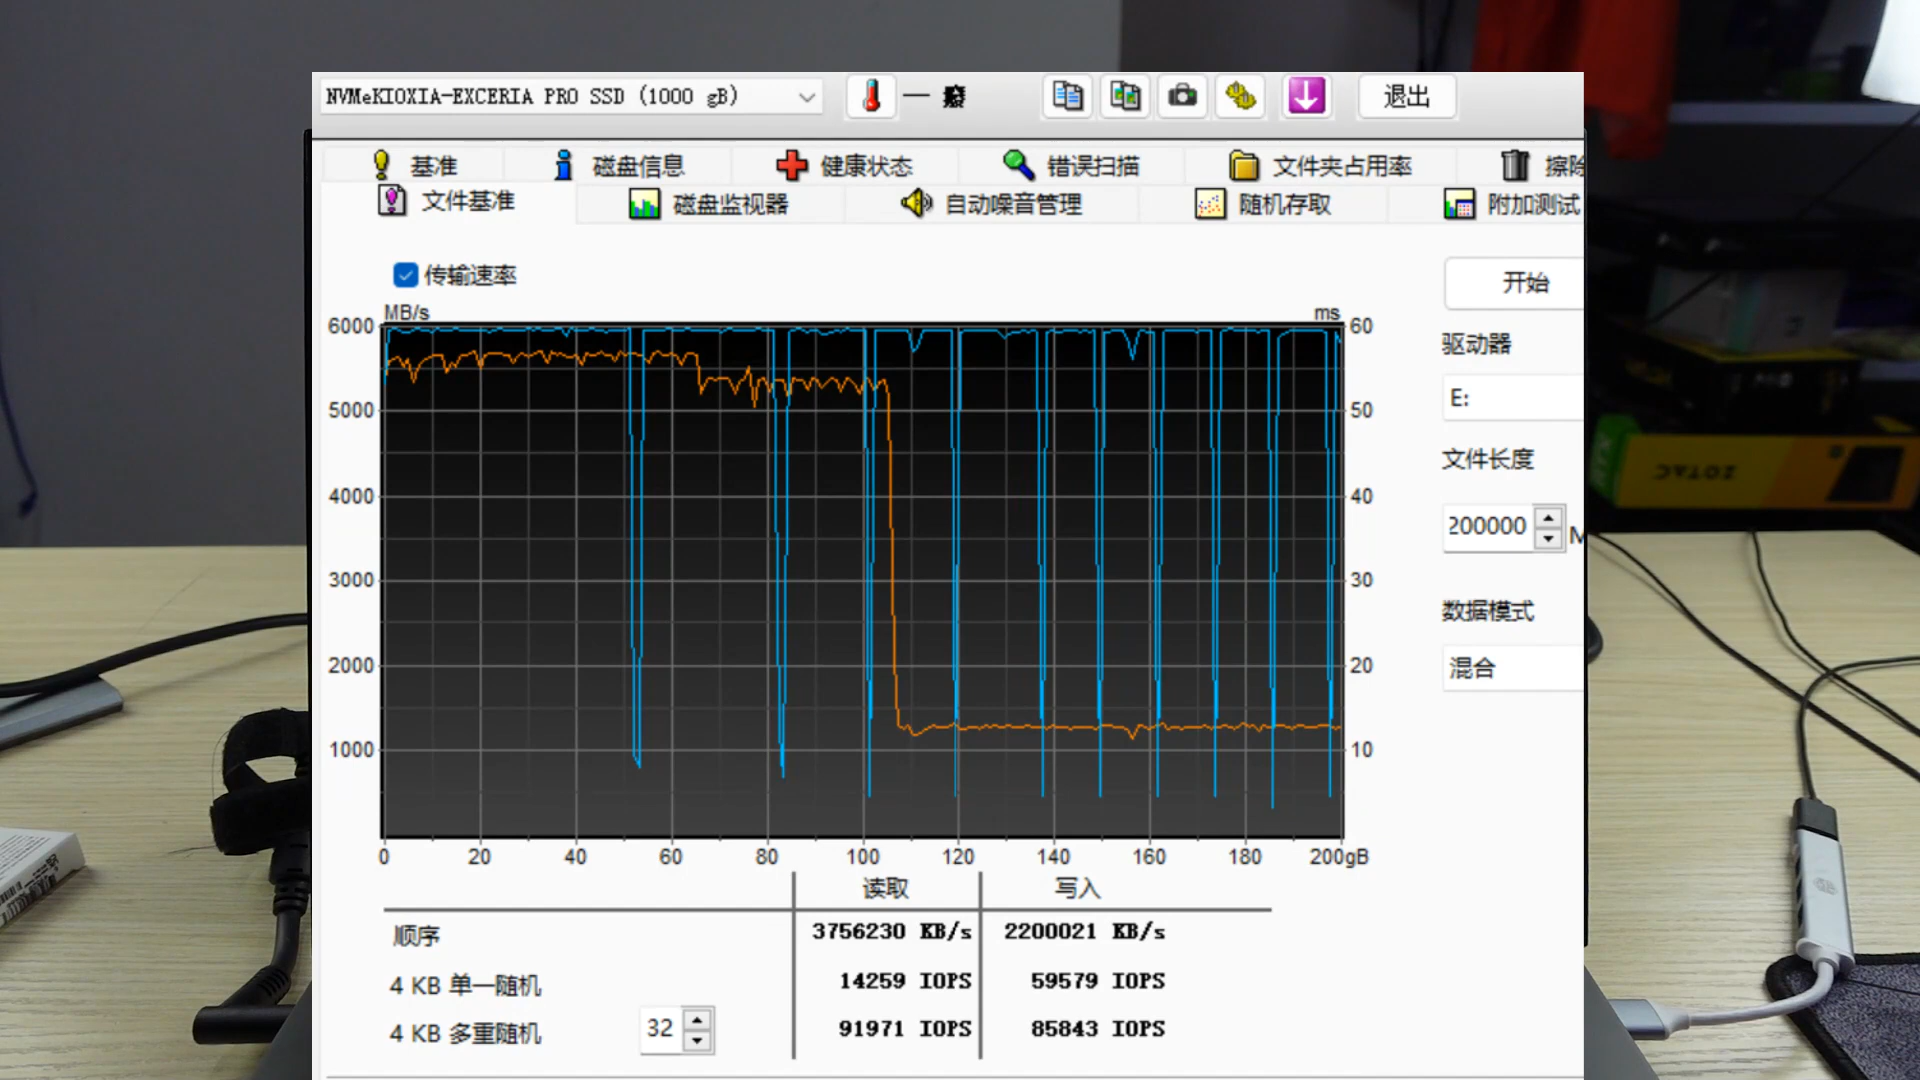 NVMeKIOXIA-EXCERIA PRO SSD (1000 gB)
退出
基准 磁盘信息 健康状态 错误扫描 文件夹占用率 擦除
文件基准 磁盘监视器 自动噪音管理 随机存取 附加测试
传输速率
开始
MB/s ms
6000 60
驱动器
5000 50
E:
文件长度
4000 40
200000
3000 30
数据模式
2000 20
混合
1000 10
0 20 40 60 80 100 120 140 160 180 200gB
读取 写入
顺序 3756230 KB/s 2200021 KB/s
4 KB 单一随机 14259 IOPS 59579 IOPS
4 KB 多重随机 32 91971 IOPS 85843 IOPS
ZOTAC